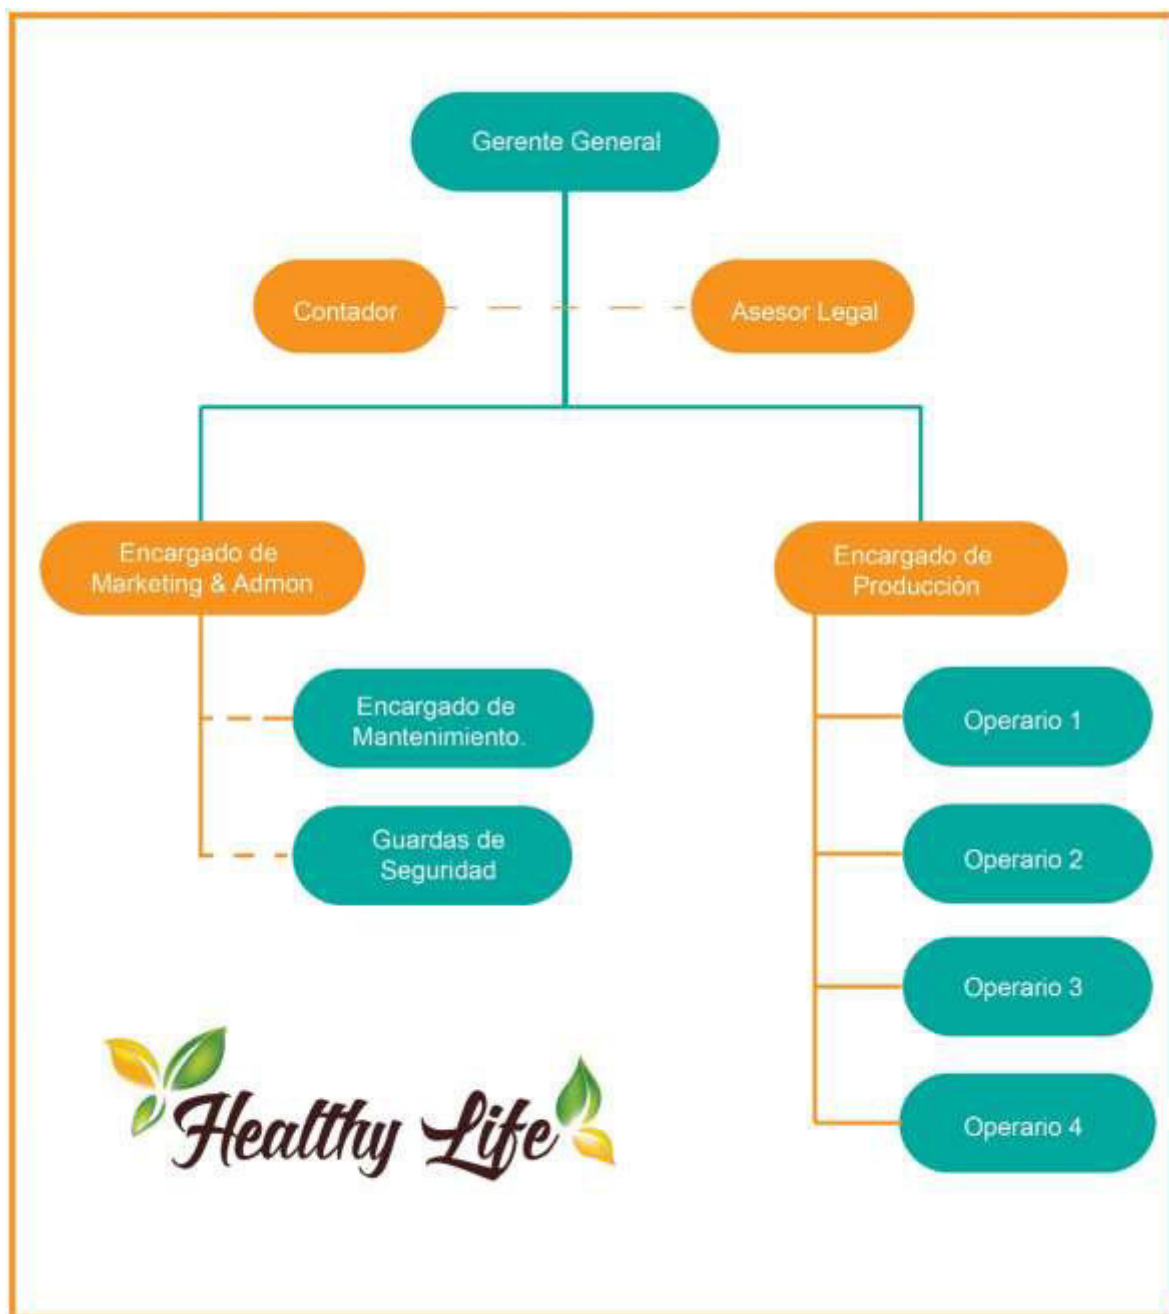 Gerente General
Contador
Asesor Legal
Encargado de
Marketing & Admon
Encargado de
Mantenimiento.
Guardas de
Seguridad
Encargado de
Producción
Operario 1
Operario 2
Operario 3
Operario 4
Healthy Life